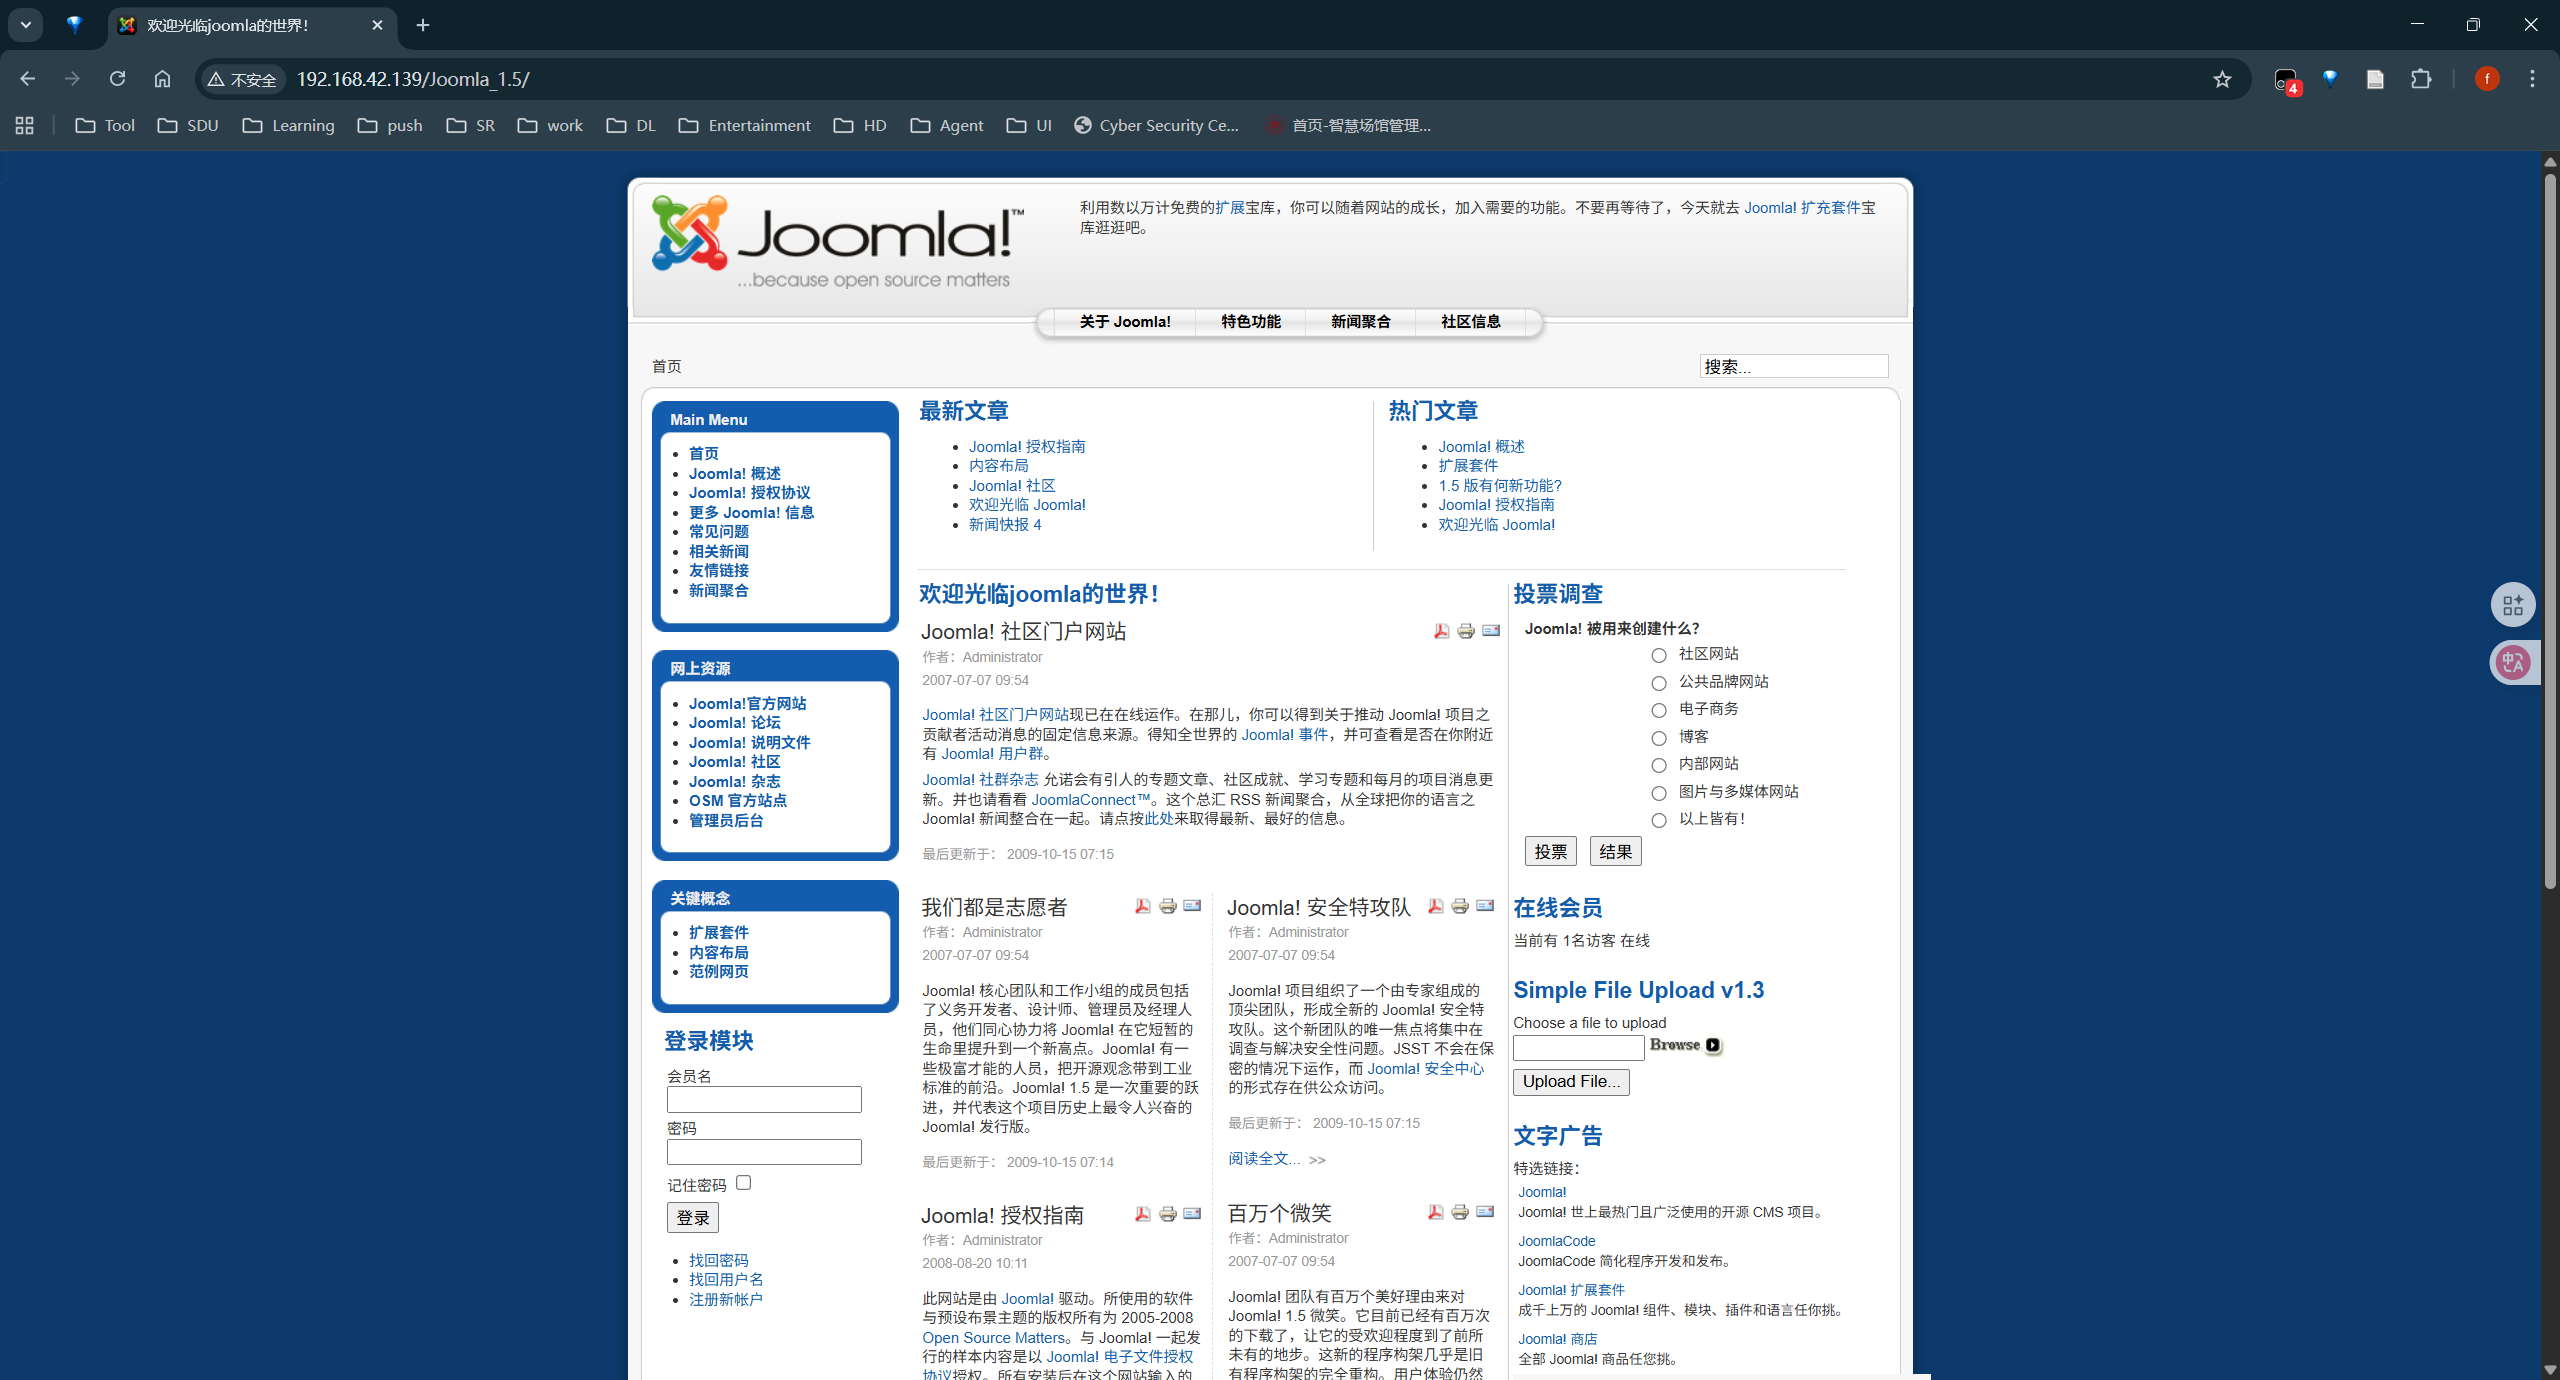 欢迎光临joomla的世界!
不安全
192.168.42.139/Joomla_1.5/
4
f
Tool
SDU
Learning
push
SR
work
DL
Entertainment
HD
Agent
UI
Cyber Security Ce...
首页-智慧场馆管理...
Joomla!™
...because open source matters
利用数以万计免费的扩展宝库，你可以随着网站的成长，加入需要的功能。不要再等待了，今天就去 Joomla! 扩充套件宝
库逛逛吧。
关于 Joomla!
特色功能
新闻聚合
社区信息
首页
搜索...
Main Menu
首页
Joomla! 概述
Joomla! 授权协议
更多 Joomla! 信息
常见问题
相关新闻
友情链接
新闻聚合
网上资源
Joomla!官方网站
Joomla! 论坛
Joomla! 说明文件
Joomla! 社区
Joomla! 杂志
OSM 官方站点
管理员后台
关键概念
扩展套件
内容布局
范例网页
登录模块
会员名
密码
记住密码
登录
找回密码
找回用户名
注册新帐户
最新文章
Joomla! 授权指南
内容布局
Joomla! 社区
欢迎光临 Joomla!
新闻快报 4
热门文章
Joomla! 概述
扩展套件
1.5 版有何新功能?
Joomla! 授权指南
欢迎光临 Joomla!
欢迎光临joomla的世界!
Joomla! 社区门户网站
作者：Administrator
2007-07-07 09:54
Joomla! 社区门户网站现已在在线运作。在那儿，你可以得到关于推动 Joomla! 项目之
贡献者活动消息的固定信息来源。得知全世界的 Joomla! 事件，并可查看是否在你附近
有 Joomla! 用户群。
Joomla! 社群杂志 允诺会有引人的专题文章、社区成就、学习专题和每月的项目消息更
新。并也请看看 JoomlaConnect™。这个总汇 RSS 新闻聚合，从全球把你的语言之
Joomla! 新闻整合在一起。请点按此处来取得最新、最好的信息。
最后更新于： 2009-10-15 07:15
我们都是志愿者
作者：Administrator
2007-07-07 09:54
Joomla! 核心团队和工作小组的成员包括
了义务开发者、设计师、管理员及经理人
员，他们同心协力将 Joomla! 在它短暂的
生命里提升到一个新高点。Joomla! 有一
些极富才能的人员，把开源观念带到工业
标准的前沿。Joomla! 1.5 是一次重要的跃
进，并代表这个项目历史上最令人兴奋的
Joomla! 发行版。
最后更新于： 2009-10-15 07:14
Joomla! 安全特攻队
作者：Administrator
2007-07-07 09:54
Joomla! 项目组织了一个由专家组成的
顶尖团队，形成全新的 Joomla! 安全特
攻队。这个新团队的唯一焦点将集中在
调查与解决安全性问题。JSST 不会在保
密的情况下运作，而 Joomla! 安全中心
的形式存在供公众访问。
最后更新于： 2009-10-15 07:15
阅读全文... >>
Joomla! 授权指南
作者：Administrator
2008-08-20 10:11
此网站是由 Joomla! 驱动。所使用的软件
与预设布景主题的版权所有为 2005-2008
Open Source Matters。与 Joomla! 一起发
行的样本内容是以 Joomla! 电子文件授权
协议授权。所有安装后在这个网站输入的
百万个微笑
作者：Administrator
2007-07-07 09:54
Joomla! 团队有百万个美好理由来对
Joomla! 1.5 微笑。它目前已经有百万次
的下载了，让它的受欢迎程度到了前所
未有的地步。这新的程序构架几乎是旧
有程序构架的完全重构。用户体验仍然
投票调查
Joomla! 被用来创建什么？
社区网站
公共品牌网站
电子商务
博客
内部网站
图片与多媒体网站
以上皆有！
投票
结果
在线会员
当前有 1名访客 在线
Simple File Upload v1.3
Choose a file to upload
Browse
Upload File...
文字广告
特选链接：
Joomla!
Joomla! 世上最热门且广泛使用的开源 CMS 项目。
JoomlaCode
JoomlaCode 简化程序开发和发布。
Joomla! 扩展套件
成千上万的 Joomla! 组件、模块、插件和语言任你挑。
Joomla! 商店
全部 Joomla! 商品任您挑。